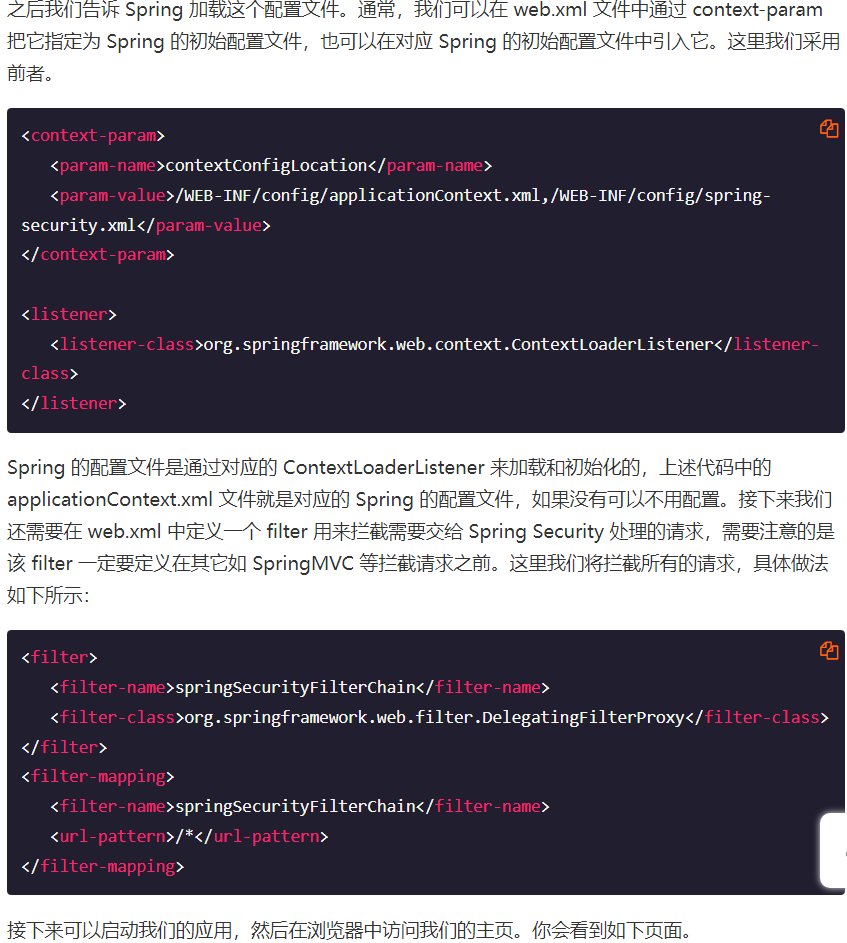 之后我们告诉 Spring 加载这个配置文件。通常，我们可以在 web.xml 文件中通过 context-param
把它指定为 Spring 的初始配置文件，也可以在对应 Spring 的初始配置文件中引入它。这里我们采用
前者。
<context-param>
   <param-name>contextConfigLocation</param-name>
   <param-value>/WEB-INF/config/applicationContext.xml,/WEB-INF/config/spring-
security.xml</param-value>
</context-param>
<listener>
   <listener-class>org.springframework.web.context.ContextLoaderListener</listener-
class>
</listener>
Spring 的配置文件是通过对应的 ContextLoaderListener 来加载和初始化的，上述代码中的
applicationContext.xml 文件就是对应的 Spring 的配置文件，如果没有可以不用配置。接下来我们
还需要在 web.xml 中定义一个 filter 用来拦截需要交给 Spring Security 处理的请求，需要注意的是
该 filter 一定要定义在其它如 SpringMVC 等拦截请求之前。这里我们将拦截所有的请求，具体做法
如下所示：
<filter>
   <filter-name>springSecurityFilterChain</filter-name>
   <filter-class>org.springframework.web.filter.DelegatingFilterProxy</filter-class>
</filter>
<filter-mapping>
   <filter-name>springSecurityFilterChain</filter-name>
   <url-pattern>/*</url-pattern>
</filter-mapping>
接下来可以启动我们的应用，然后在浏览器中访问我们的主页。你会看到如下页面。